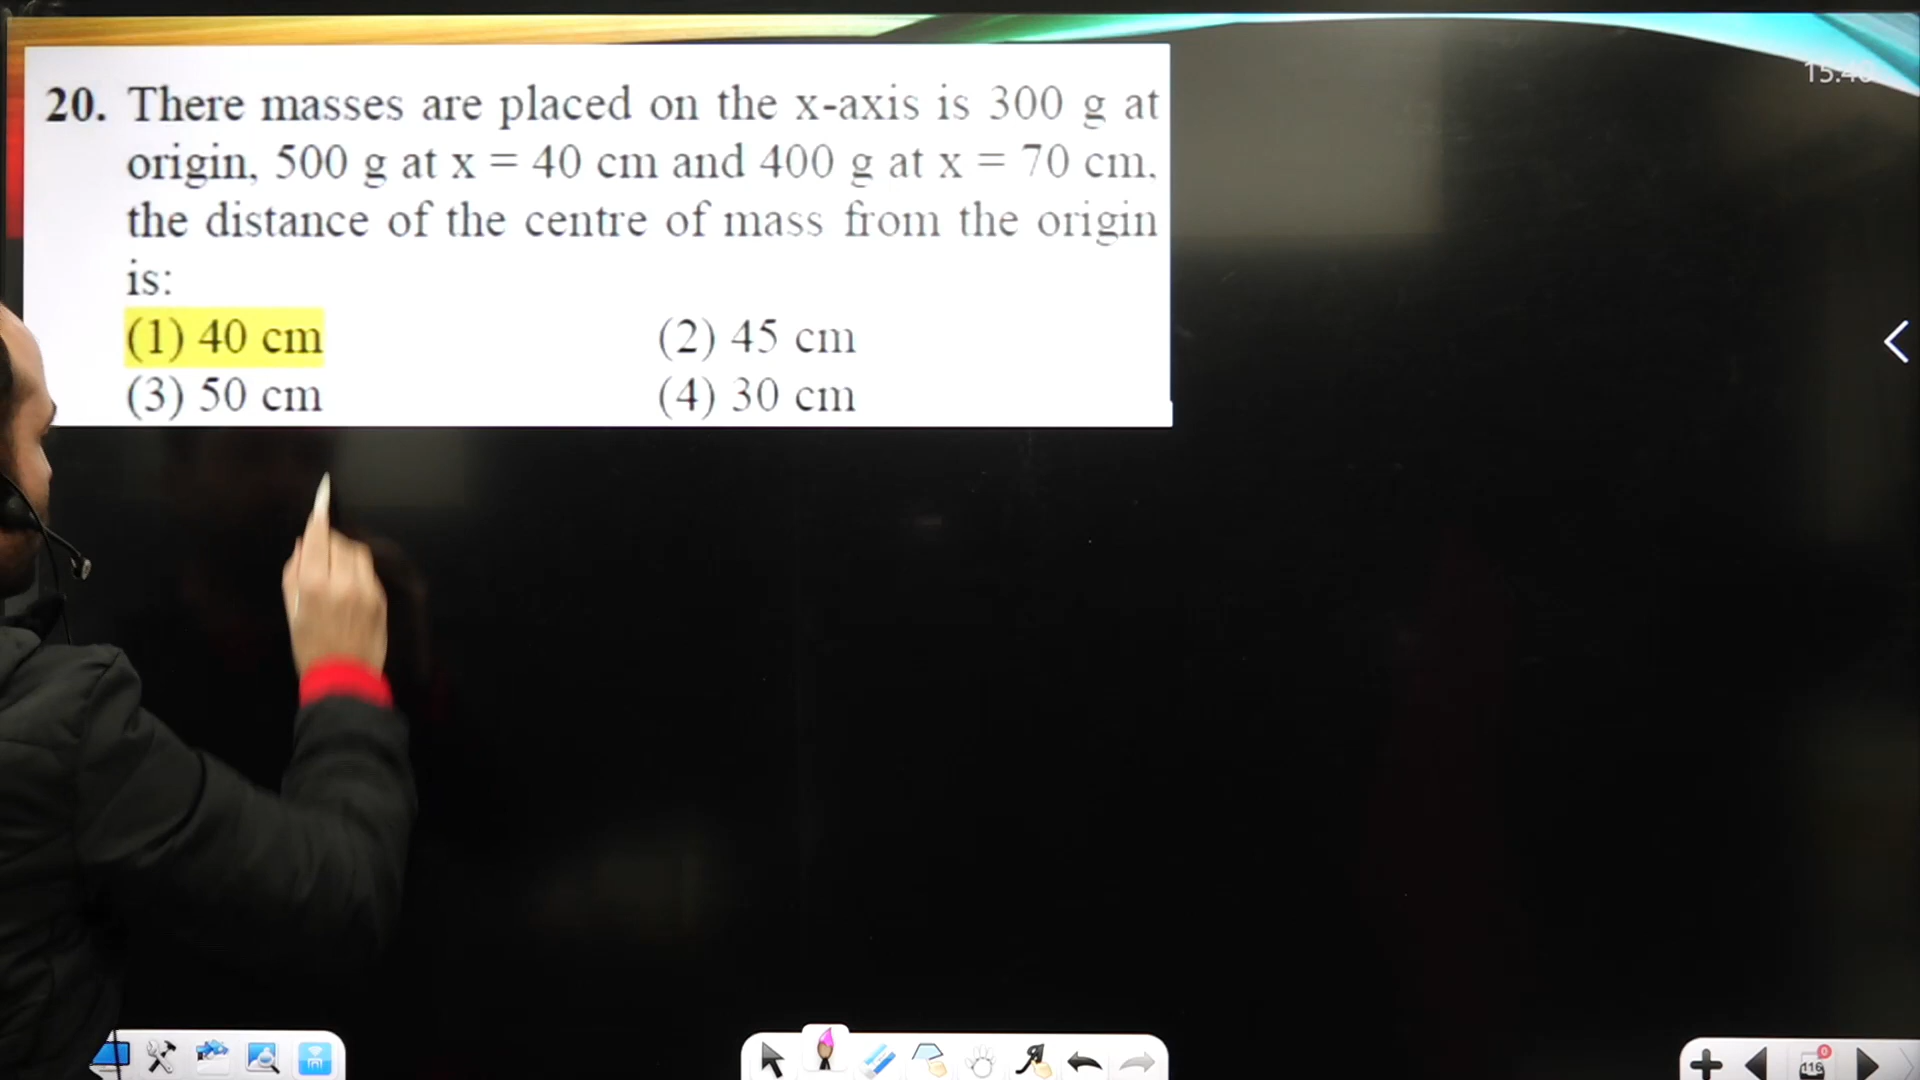 20. There masses are placed on the x-axis is 300 g at
origin, 500 g at x = 40 cm and 400 g at x = 70 cm.
the distance of the centre of mass from the origin
is:
(1) 40 cm (2) 45 cm
(3) 50 cm (4) 30 cm
116
0